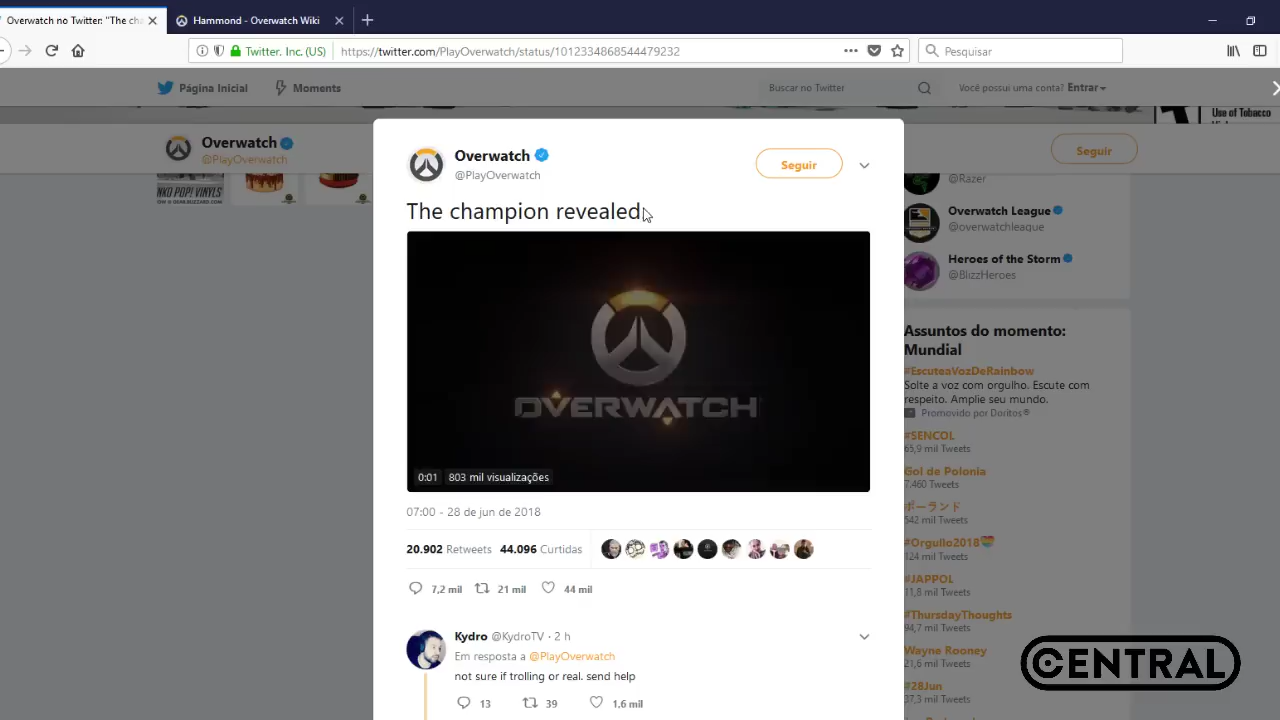 Overwatch no Twitter: "The cha
Hammond - Overwatch Wiki
Twitter, Inc. (US)
https://twitter.com/PlayOverwatch/status/1012334868544479232
Pesquisar
Página Inicial
Moments
Buscar no Twitter
Você possui uma conta? Entrar
Use of Tobacco
Overwatch
@PlayOverwatch
Seguir
NKO POP! VINYLS
Overwatch
@PlayOverwatch
Seguir
The champion revealed.
OVERWATCH
0:01
803 mil visualizações
07:00 - 28 de jun de 2018
20.902 Retweets
44.096 Curtidas
7,2 mil
21 mil
44 mil
Kydro @KydroTV · 2 h
Em resposta a @PlayOverwatch
not sure if trolling or real. send help
13
39
1,6 mil
@Razer
Overwatch League
@overwatchleague
Heroes of the Storm
@BlizzHeroes
Assuntos do momento:
Mundial
#EscuteaVozDeRainbow
Solte a voz com orgulho. Escute com
respeito. Amplie seu mundo.
Promovido por Doritos®
#SENCOL
65,9 mil Tweets
Gol de Polonia
7.460 Tweets
ポーランド
542 mil Tweets
#Orgullo2018
124 mil Tweets
#JAPPOL
11,8 mil Tweets
#ThursdayThoughts
94,7 mil Tweets
Wayne Rooney
21,6 mil Tweets
#28Jun
37,3 mil Tweets
CENTRAL